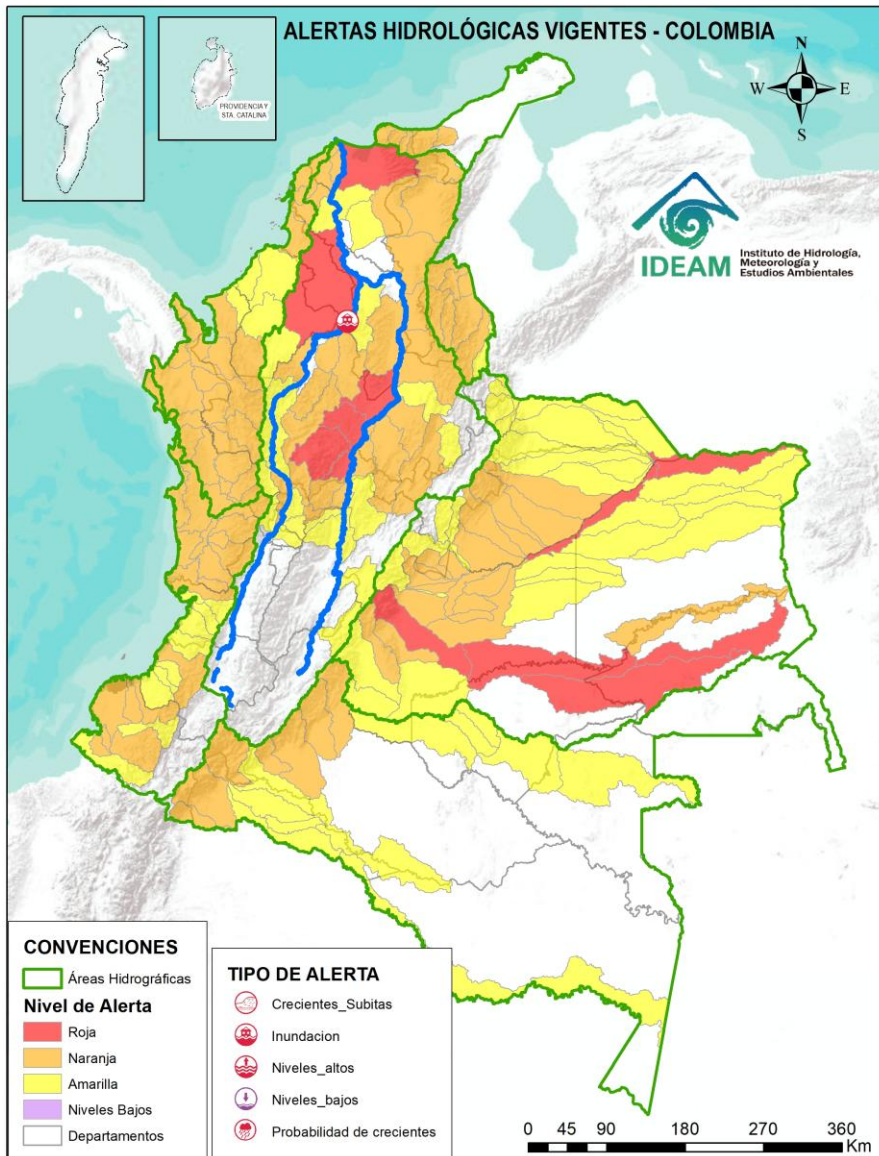 ALERTAS HIDROLÓGICAS VIGENTES - COLOMBIA
PROVIDENCIA Y
STA. CATALINA
N
W
E
S
IDEAM
Instituto de Hidrología,
Meteorología y
Estudios Ambientales
CONVENCIONES
Áreas Hidrográficas
Nivel de Alerta
Roja
Naranja
Amarilla
Niveles Bajos
Departamentos
TIPO DE ALERTA
Crecientes_Subitas
Inundacion
Niveles_altos
Niveles_bajos
Probabilidad de crecientes
0 45 90 180 270 360
Km